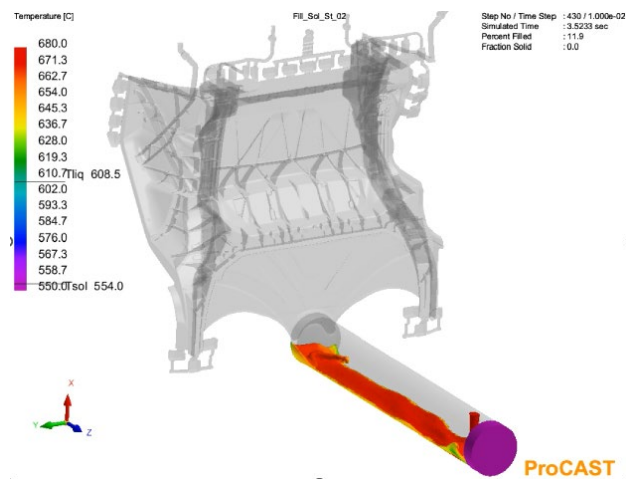 Temperature [C]
Fill_Sol_St_02
Step No / Time Step : 430 / 1.000e-02
Simulated Time : 3.5233 sec
Percent Filled : 11.9
Fraction Solid : 0.0
680.0
671.3
662.7
654.0
645.3
636.7
628.0
619.3
610.7
Tliq 608.5
602.0
593.3
584.7
576.0
567.3
558.7
550.0
Tsol 554.0
X
Y
Z
ProCAST